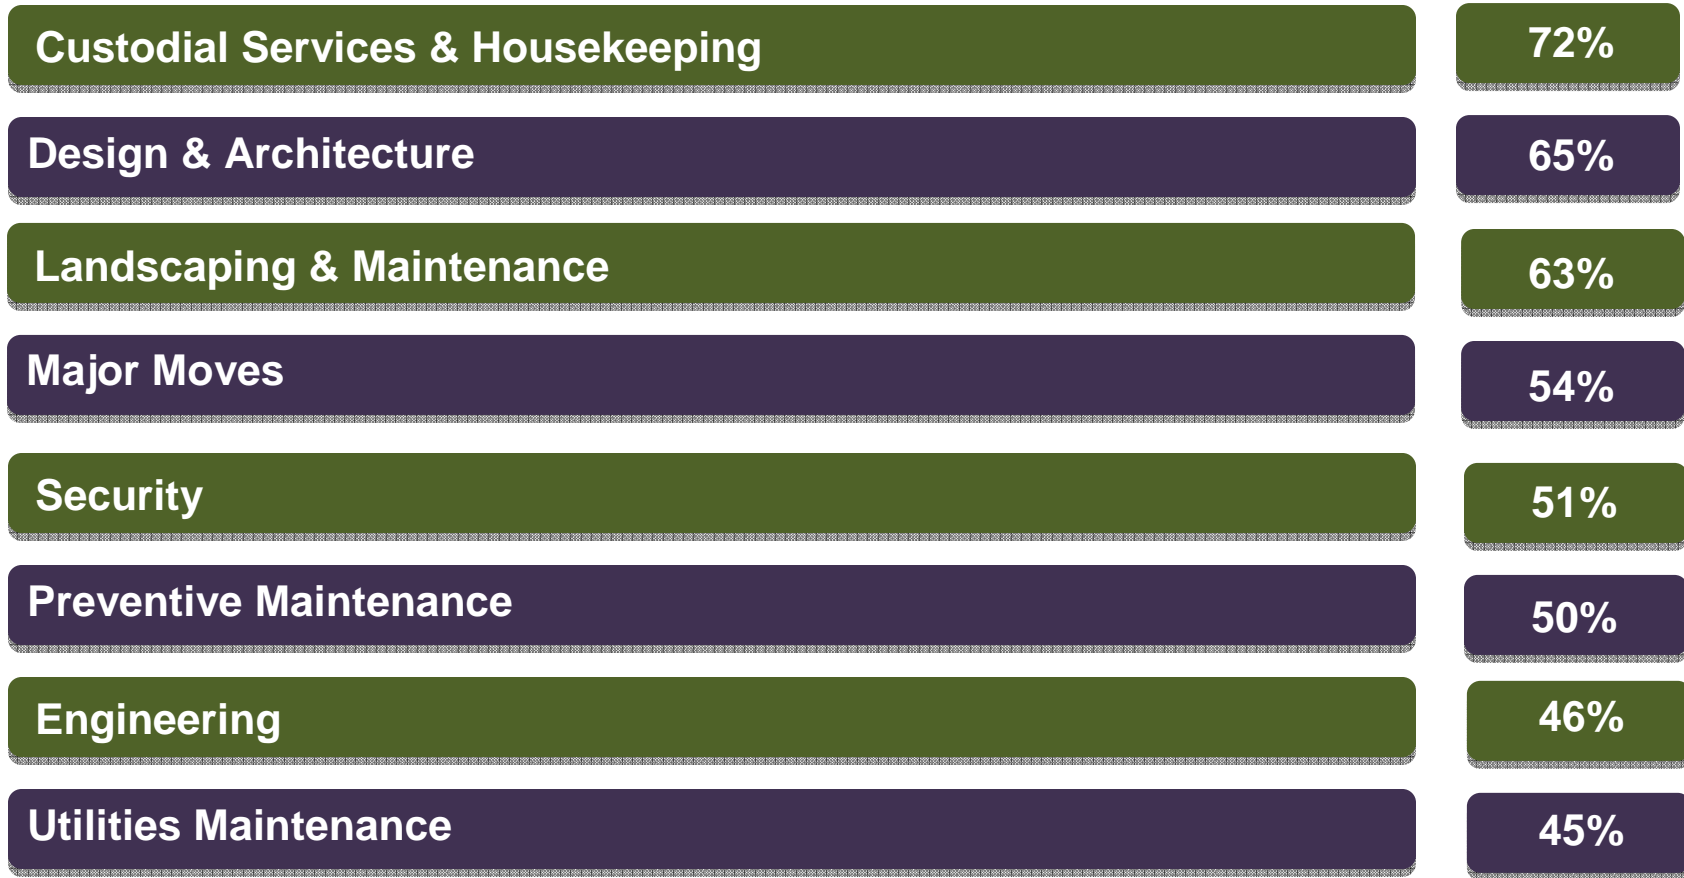 Custodial Services & Housekeeping 72%
Design & Architecture 65%
Landscaping & Maintenance 63%
Major Moves 54%
Security 51%
Preventive Maintenance 50%
Engineering 46%
Utilities Maintenance 45%